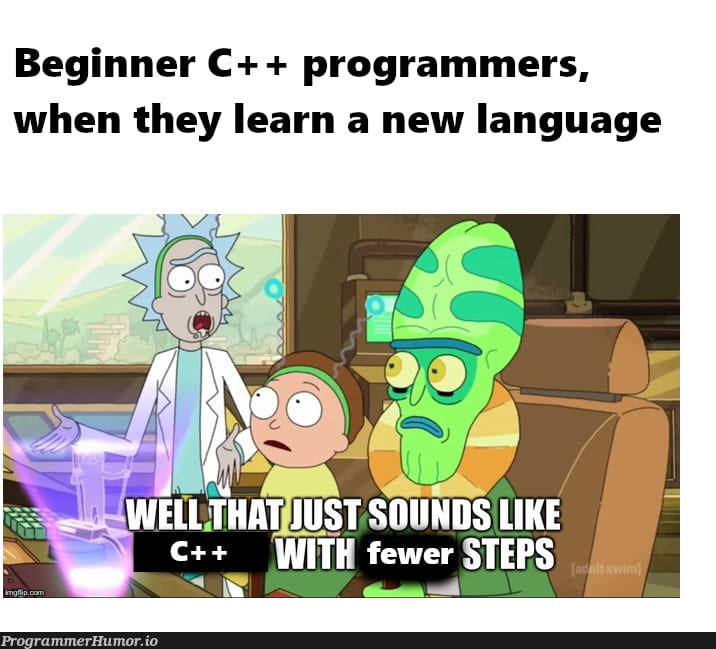 Beginner C++ programmers,
when they learn a new language
WELL THAT JUST SOUNDS LIKE
C++ WITH fewer STEPS
[adult swim]
imgflip.com
ProgrammerHumor.io